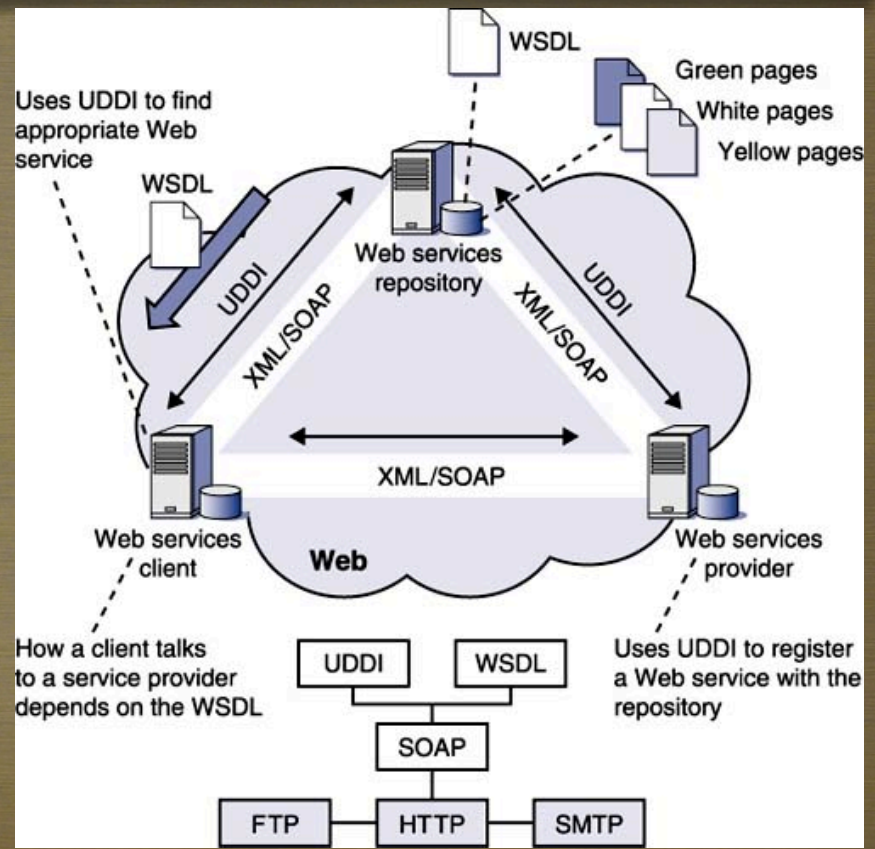 WSDL
Green pages
White pages
Yellow pages
Uses UDDI to find
appropriate Web
service
WSDL
UDDI
XML/SOAP
Web services
repository
UDDI
XML/SOAP
XML/SOAP
Web services
client
Web
Web services
provider
How a client talks
to a service provider
depends on the WSDL
Uses UDDI to register
a Web service with the
repository
UDDI
WSDL
SOAP
FTP
HTTP
SMTP